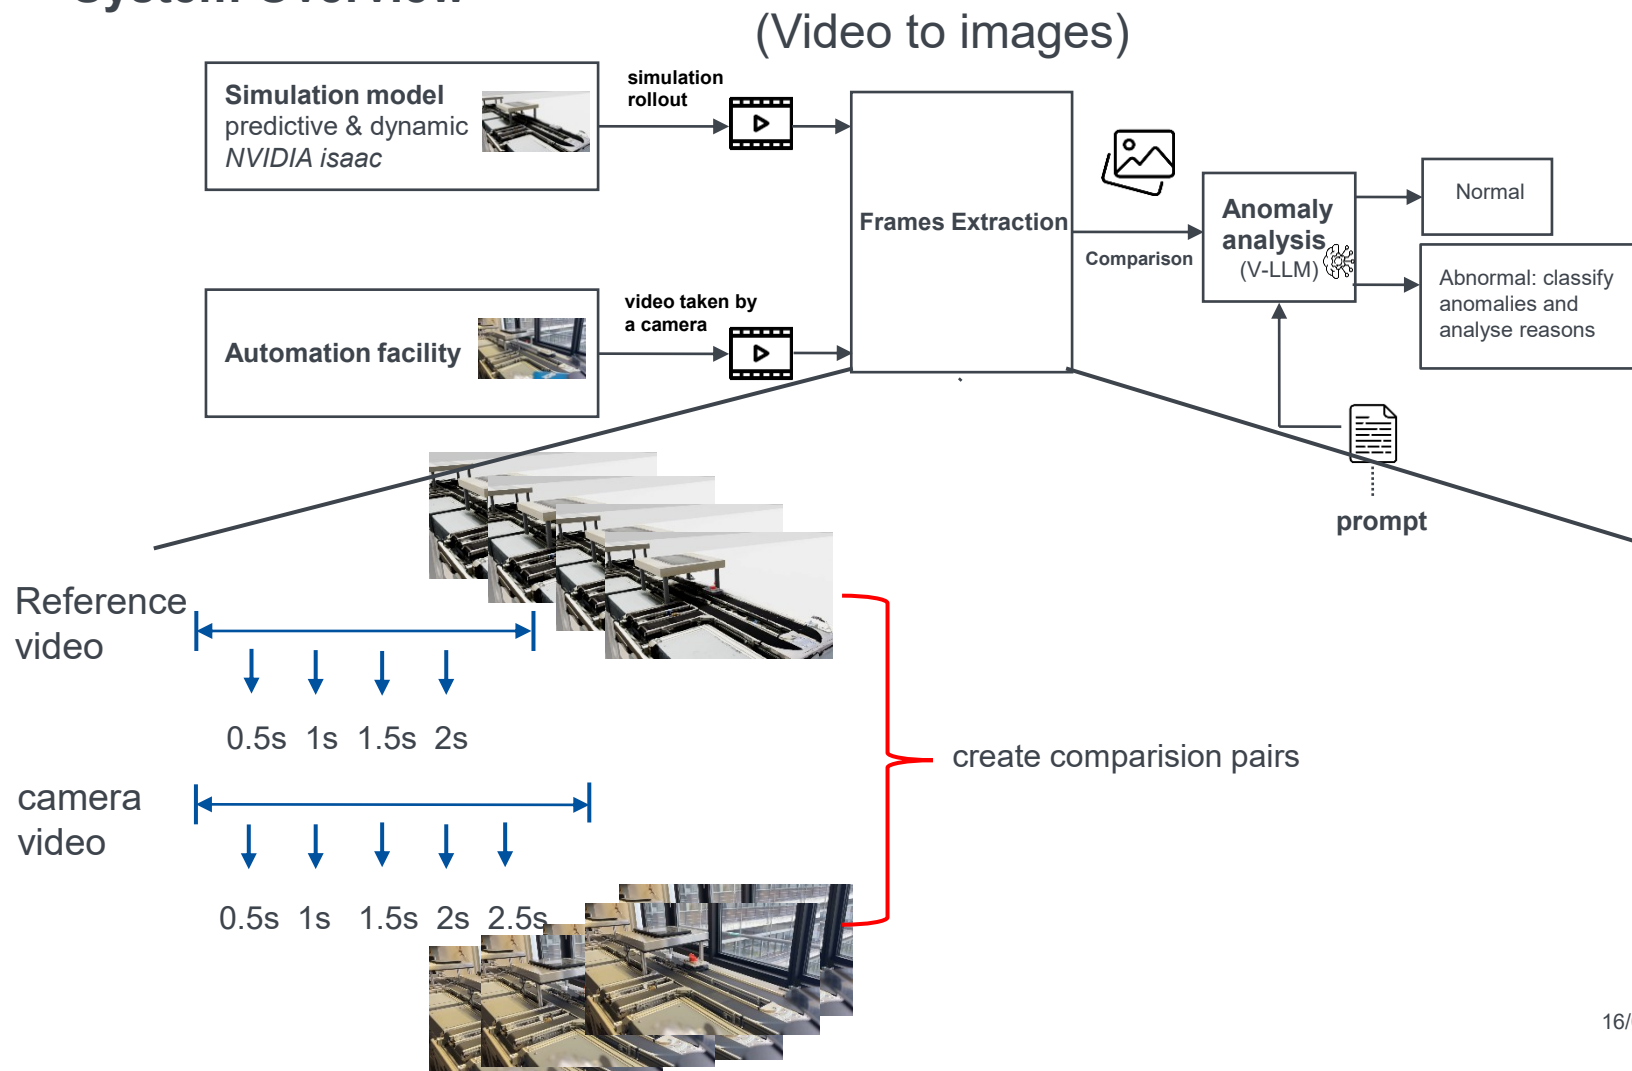 System Overview
(Video to images)
Simulation model
predictive & dynamic
NVIDIA isaac
simulation
rollout
Frames Extraction
Comparison
Anomaly
analysis
(V-LLM)
Normal
Abnormal: classify
anomalies and
analyse reasons
Automation facility
video taken by
a camera
prompt
Reference
video
0.5s 1s 1.5s 2s
create comparision pairs
camera
video
0.5s 1s 1.5s 2s 2.5s
16/